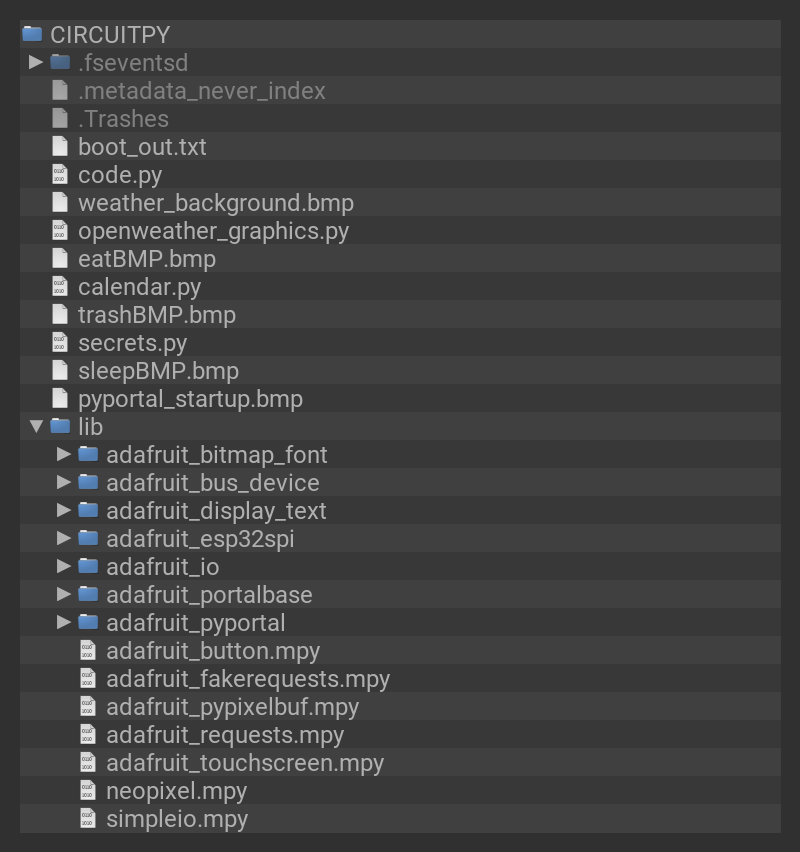 CIRCUITPY
.fseventsd
.metadata_never_index
.Trashes
boot_out.txt
code.py
weather_background.bmp
openweather_graphics.py
eatBMP.bmp
calendar.py
trashBMP.bmp
secrets.py
sleepBMP.bmp
pyportal_startup.bmp
lib
adafruit_bitmap_font
adafruit_bus_device
adafruit_display_text
adafruit_esp32spi
adafruit_io
adafruit_portalbase
adafruit_pyportal
adafruit_button.mpy
adafruit_fakerequests.mpy
adafruit_pypixelbuf.mpy
adafruit_requests.mpy
adafruit_touchscreen.mpy
neopixel.mpy
simpleio.mpy